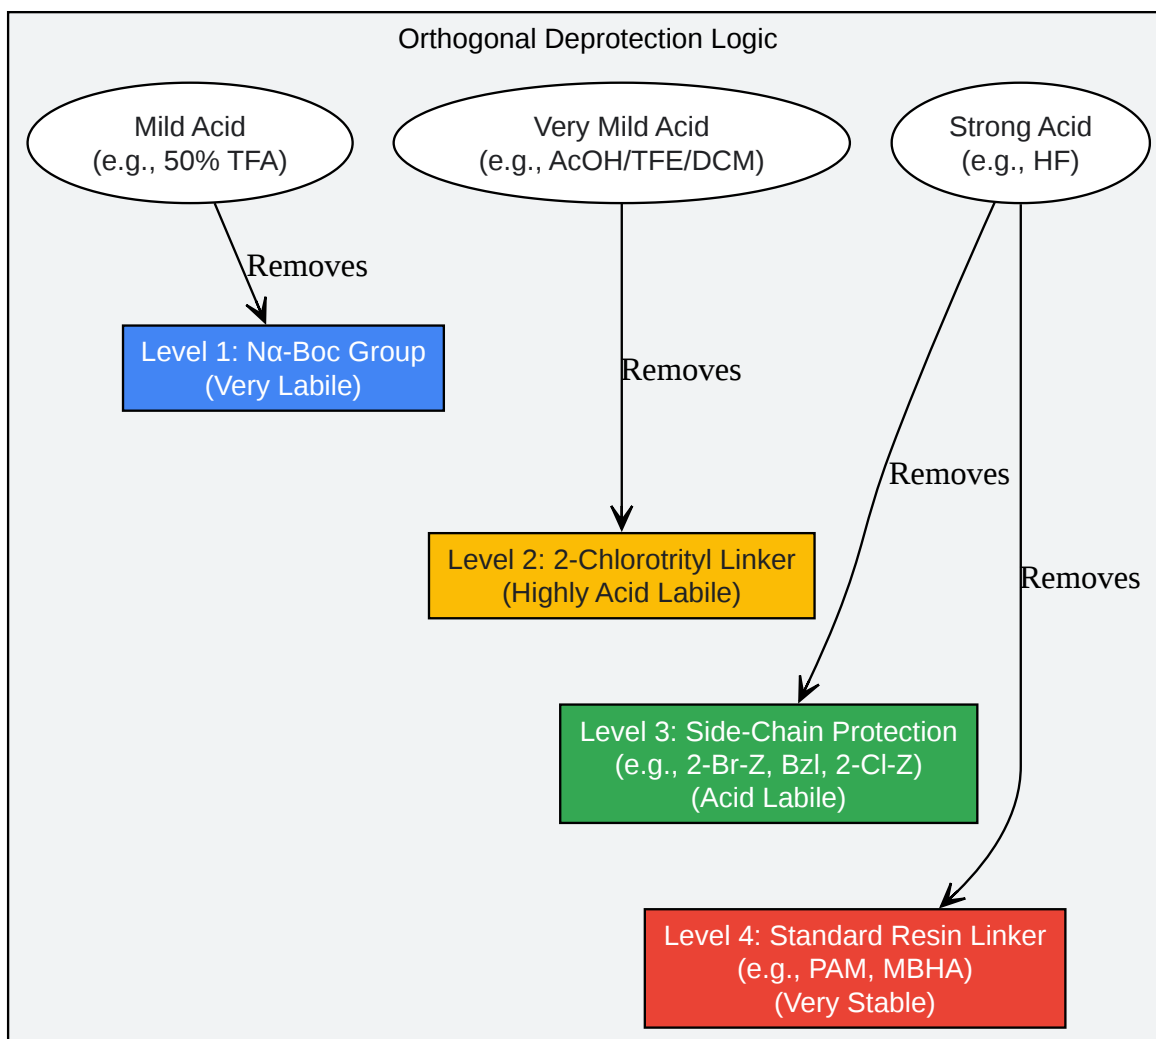 Orthogonal Deprotection Logic
Mild Acid
(e.g., 50% TFA)
Very Mild Acid
(e.g., AcOH/TFE/DCM)
Strong Acid
(e.g., HF)
Removes
Level 1: Nα-Boc Group
(Very Labile)
Removes
Level 2: 2-Chlorotrityl Linker
(Highly Acid Labile)
Removes
Removes
Level 3: Side-Chain Protection
(e.g., 2-Br-Z, Bzl, 2-Cl-Z)
(Acid Labile)
Level 4: Standard Resin Linker
(e.g., PAM, MBHA)
(Very Stable)